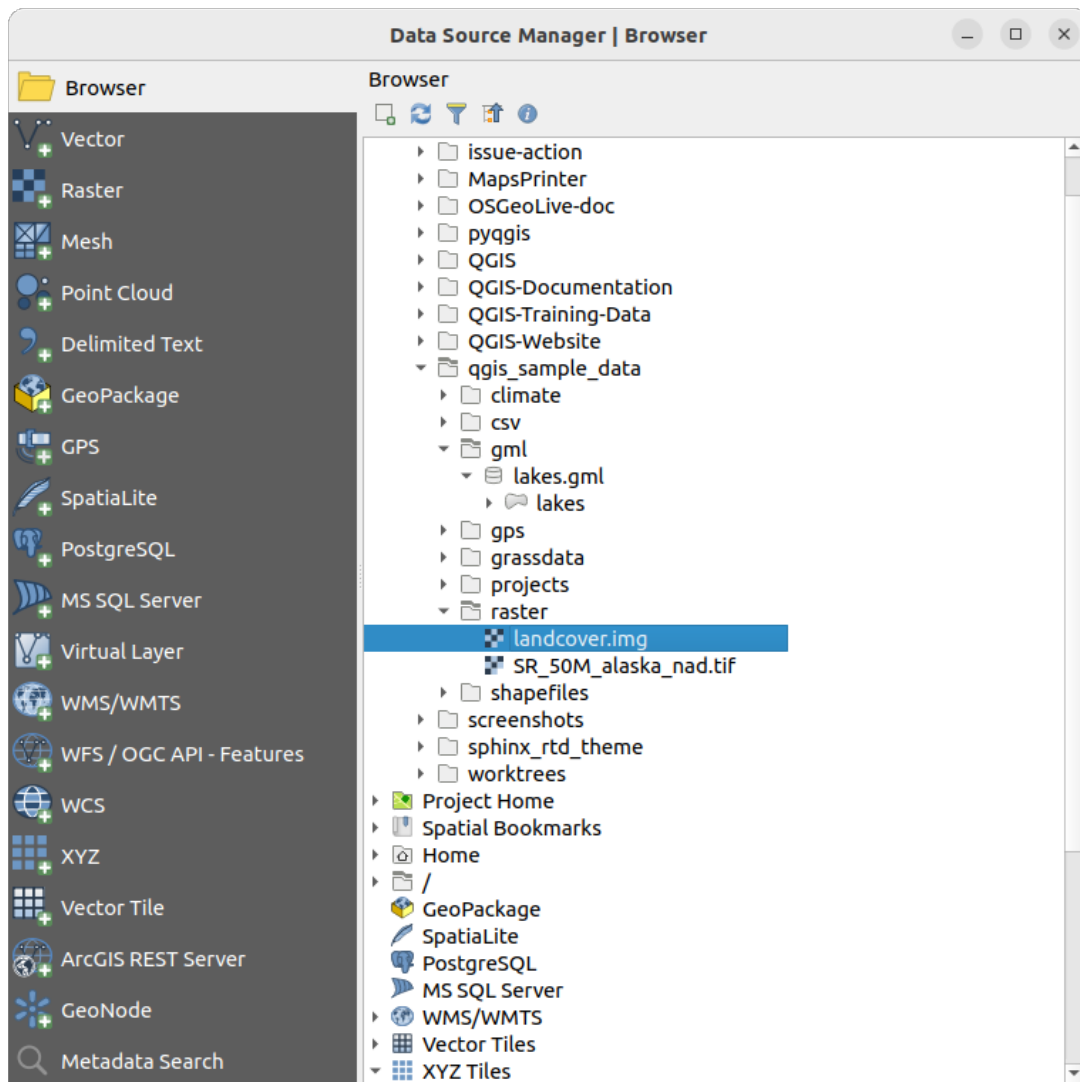 Data Source Manager | Browser
Browser
Vector
Raster
Mesh
Point Cloud
Delimited Text
GeoPackage
GPS
SpatiaLite
PostgreSQL
MS SQL Server
Virtual Layer
WMS/WMTS
WFS / OGC API - Features
WCS
XYZ
Vector Tile
ArcGIS REST Server
GeoNode
Metadata Search
Browser
issue-action
MapsPrinter
OSGeoLive-doc
pyqgis
QGIS
QGIS-Documentation
QGIS-Training-Data
QGIS-Website
qgis_sample_data
climate
csv
gml
lakes.gml
lakes
gps
grassdata
projects
raster
landcover.img
SR_50M_alaska_nad.tif
shapefiles
screenshots
sphinx_rtd_theme
worktrees
Project Home
Spatial Bookmarks
Home
/
GeoPackage
SpatiaLite
PostgreSQL
MS SQL Server
WMS/WMTS
Vector Tiles
XYZ Tiles